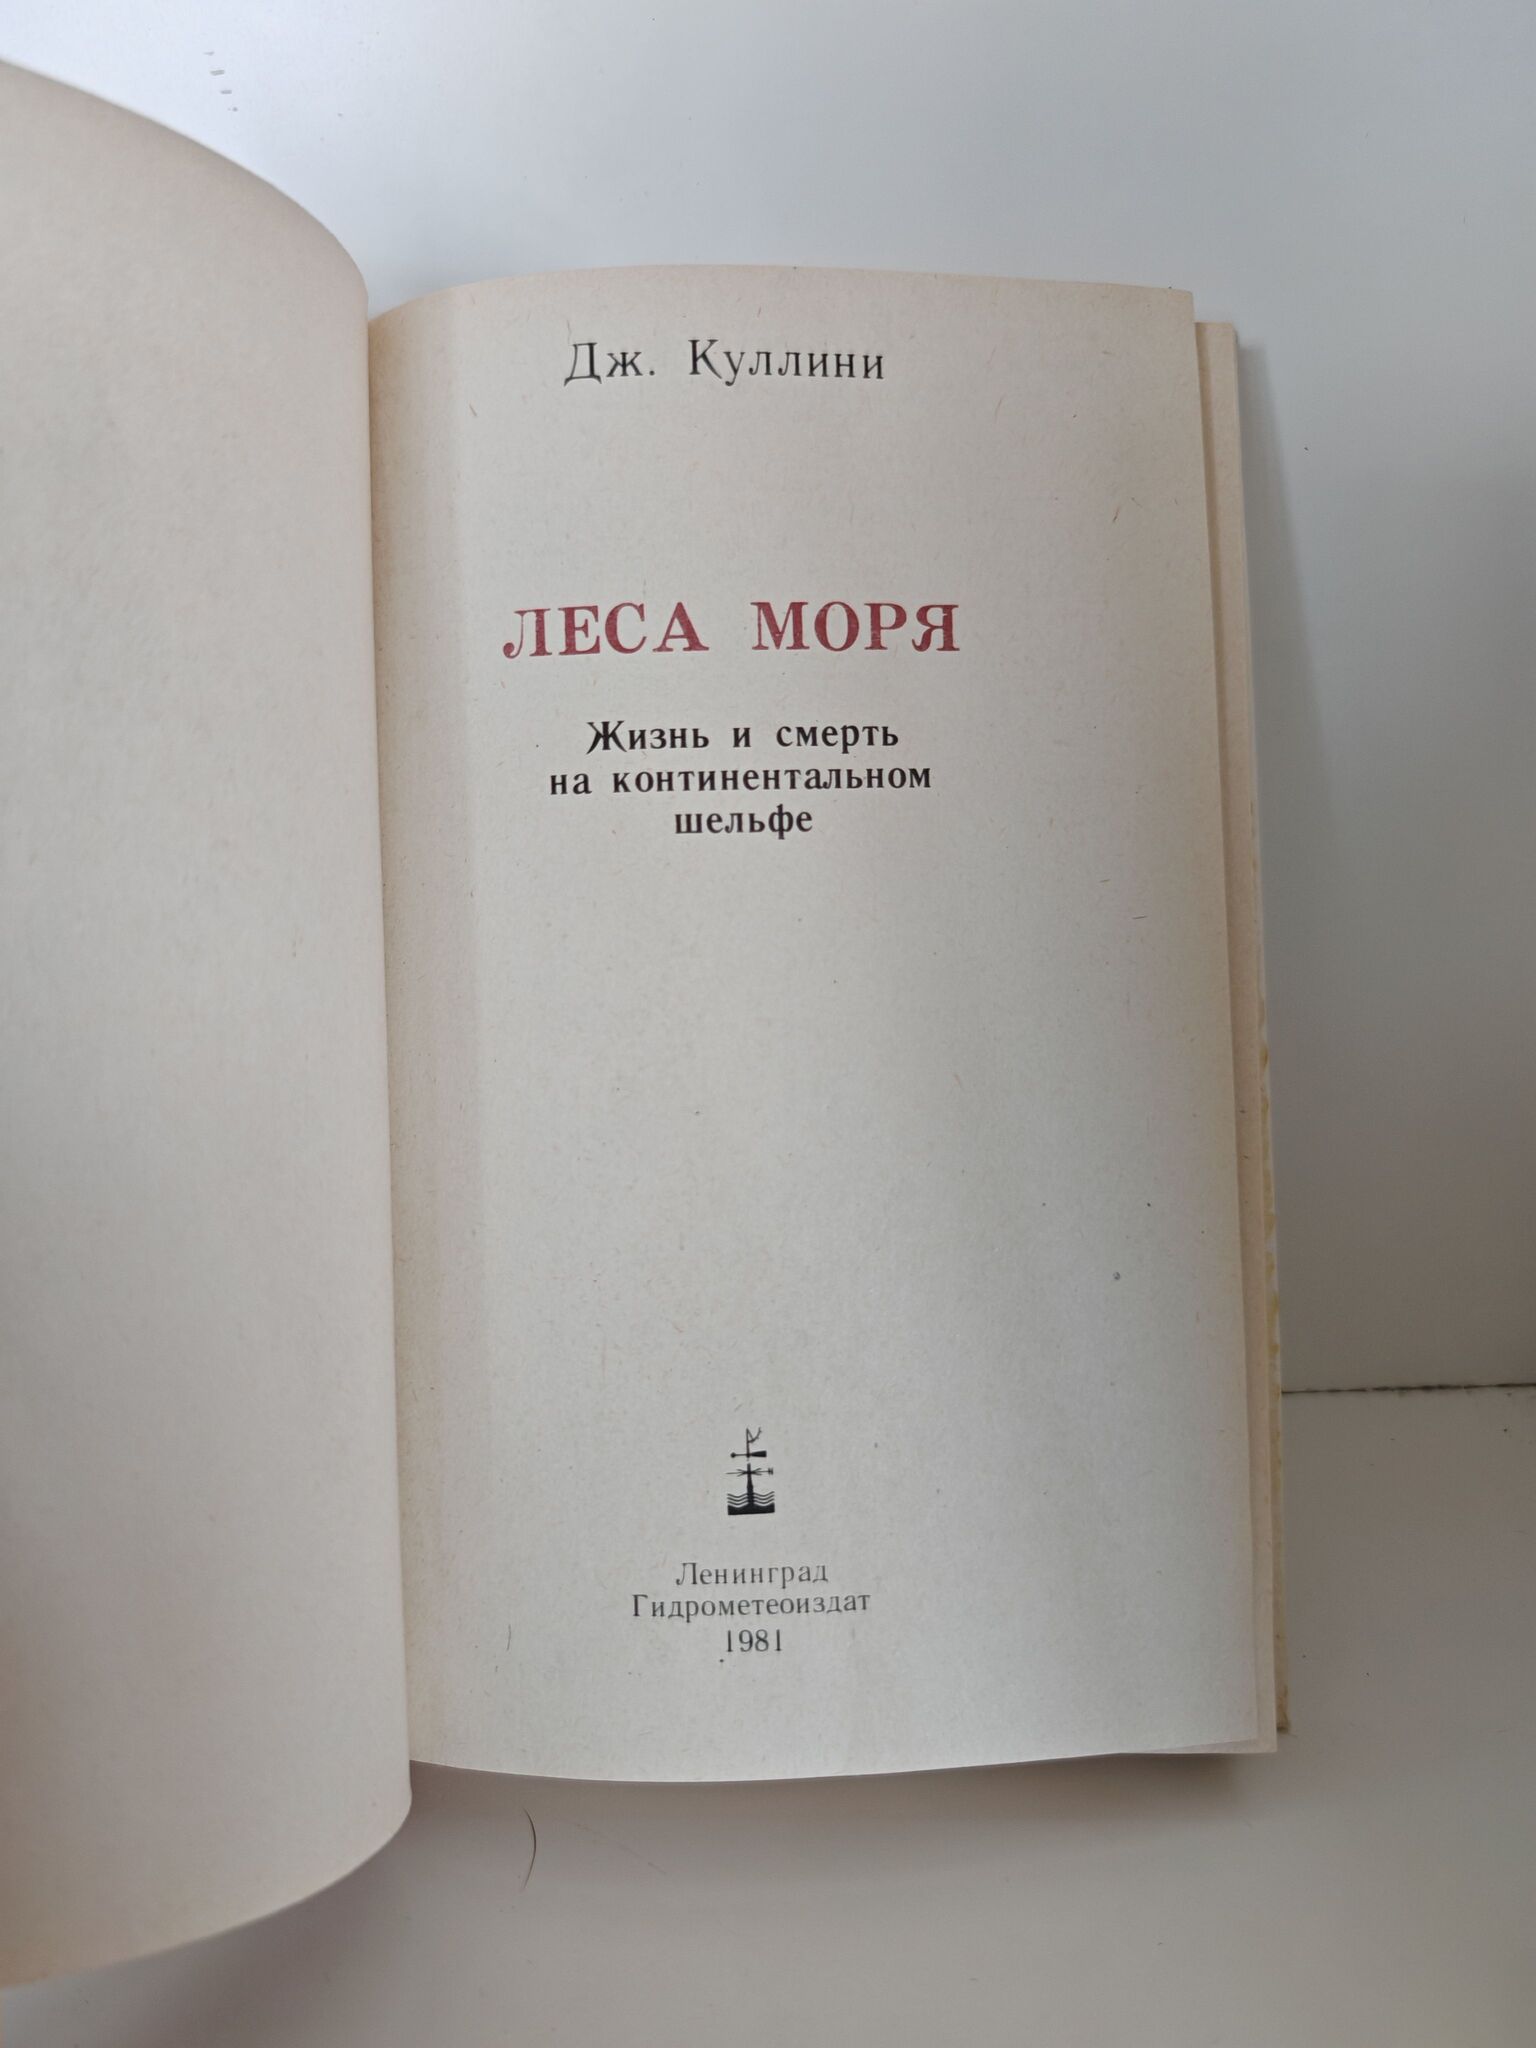 Дж. Куллини
ЛЕСА МОРЯ
Жизнь и смерть
на континентальном
шельфе
Ленинград
Гидрометеоиздат
1981